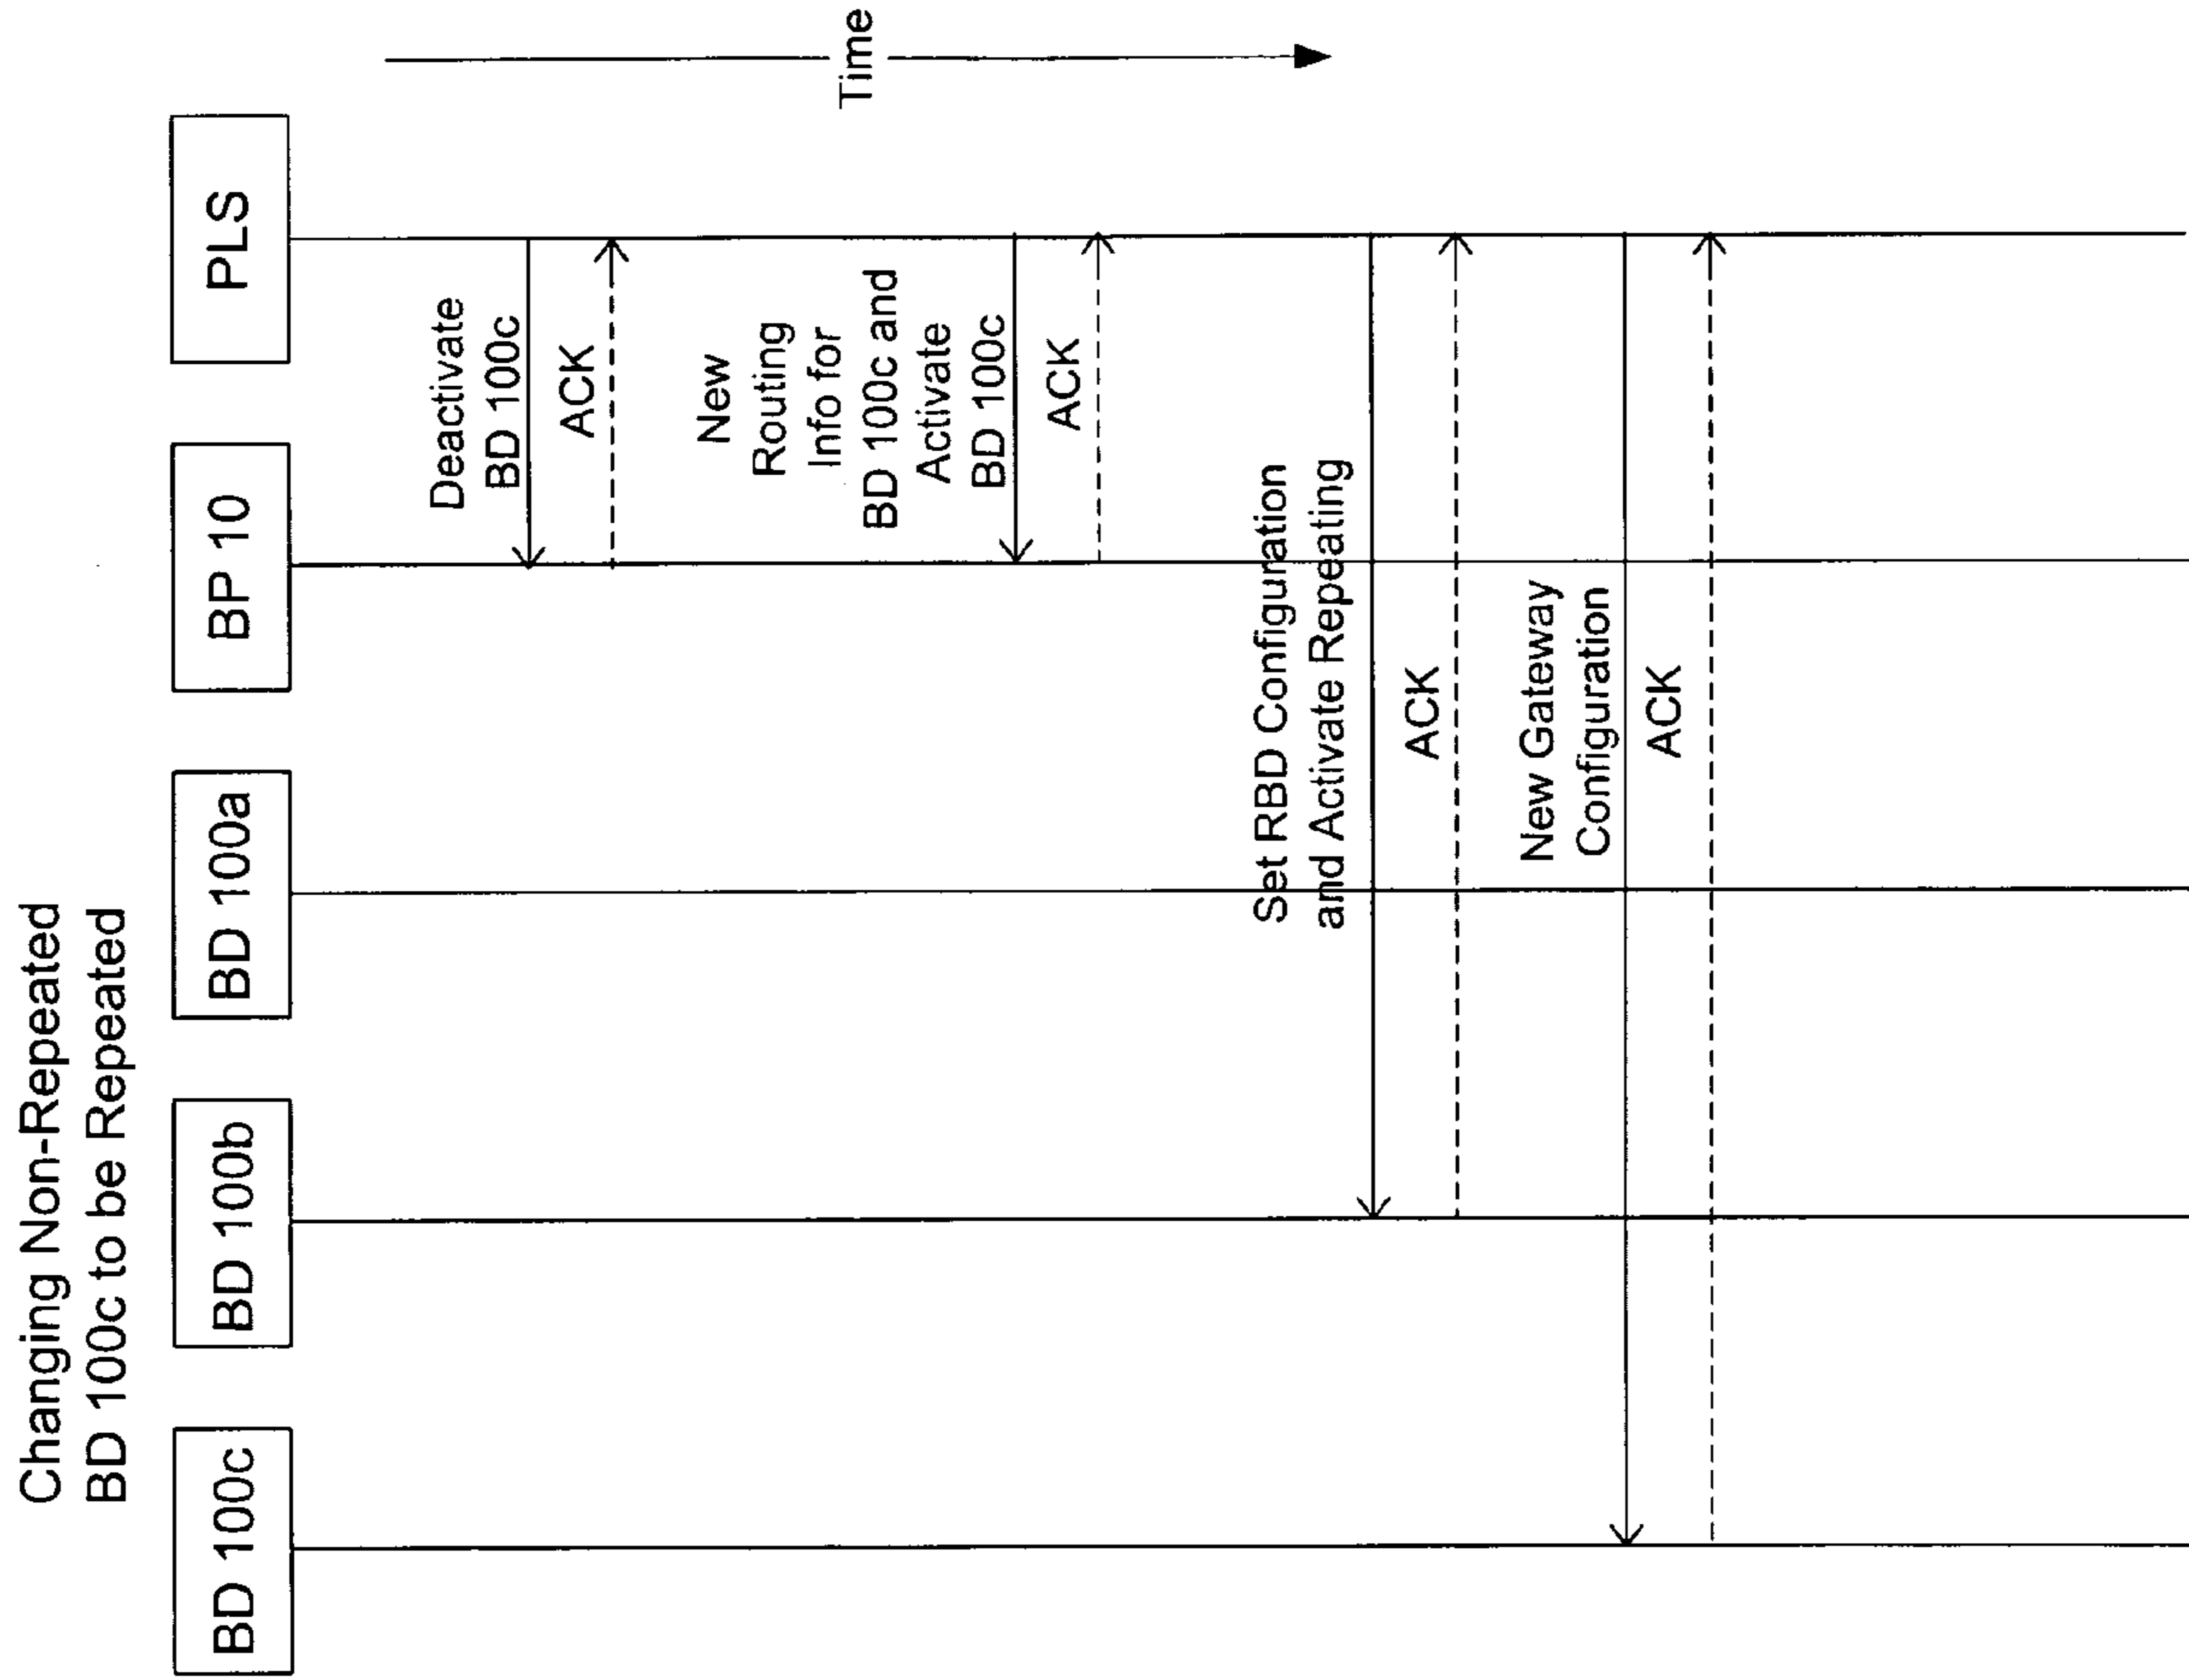 Changing Non-Repeated
BD 100c to be Repeated
BD 100c
BD 100b
BD 100a
BP 10
PLS
Time
Deactivate
BD 100c
ACK
New
Routing
Info for
BD 100c and
Activate
BD 100c
ACK
Set RBD Configuration
and Activate Repeating
ACK
New Gateway
Configuration
ACK